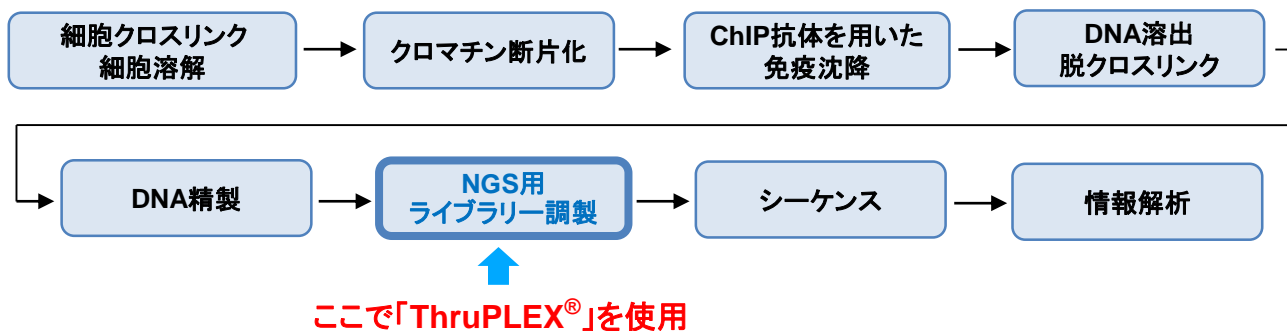 細胞クロスリンク
細胞溶解
クロマチン断片化
ChIP抗体を用いた
免疫沈降
DNA溶出
脱クロスリンク
DNA精製
NGS用
ライブラリー調製
シーケンス
情報解析
ここで「ThruPLEX®」を使用